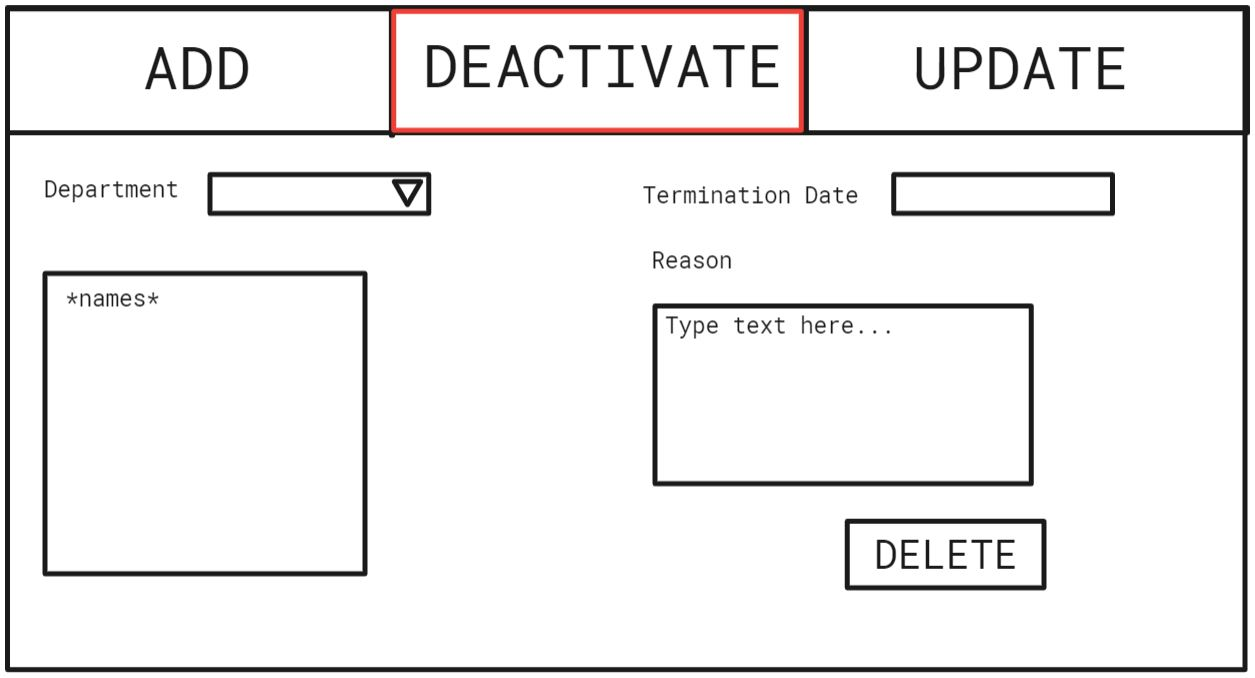 ADD
DEACTIVATE
UPDATE
Department
Termination Date
Reason
*names*
Type text here...
DELETE